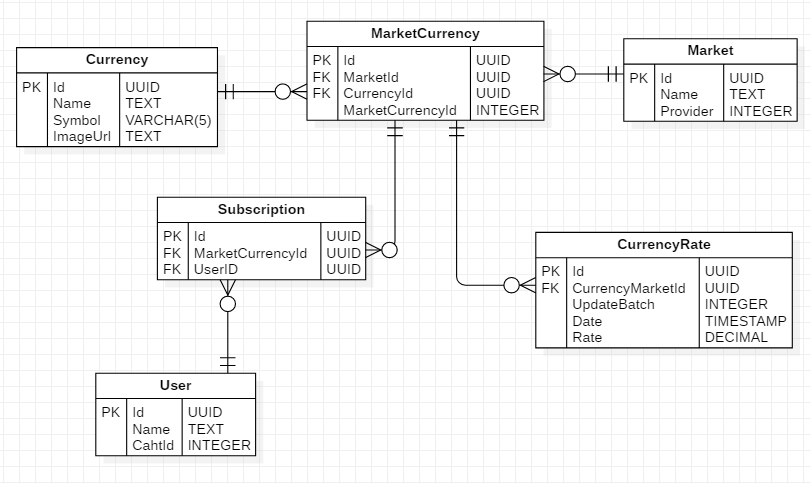 Currency
PK Id UUID
Name TEXT
Symbol VARCHAR(5)
ImageUrl TEXT
MarketCurrency
PK Id UUID
FK MarketId UUID
FK CurrencyId UUID
MarketCurrencyId INTEGER
Market
PK Id UUID
Name TEXT
Provider INTEGER
Subscription
PK Id UUID
FK MarketCurrencyId UUID
FK UserID UUID
CurrencyRate
PK Id UUID
FK CurrencyMarketId UUID
UpdateBatch INTEGER
Date TIMESTAMP
Rate DECIMAL
User
PK Id UUID
Name TEXT
CahtId INTEGER